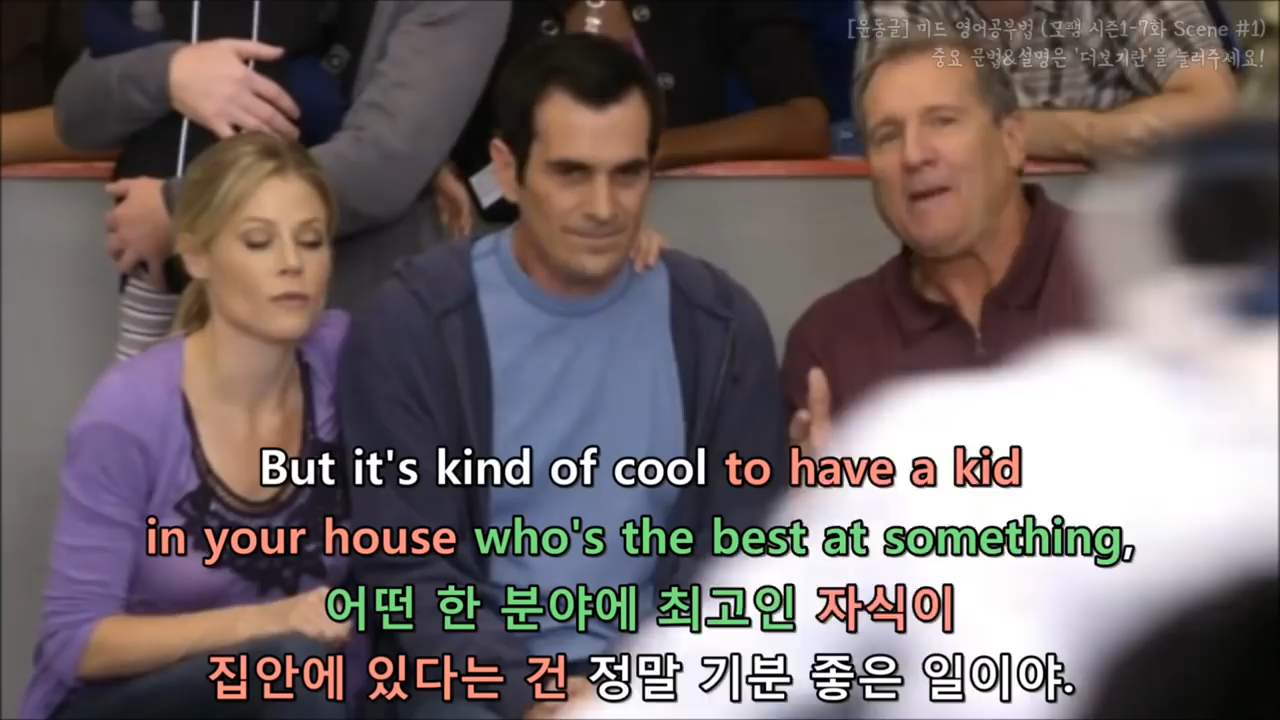 [윤동글] 미드 영어공부법 (모팸 시즌1-7화 Scene #1)
중요 문법&설명은 '더보기란'을 눌러주세요!
But it's kind of cool to have a kid
in your house who's the best at something,
어떤 한 분야에 최고인 자식이
집안에 있다는 건 정말 기분 좋은 일이야.